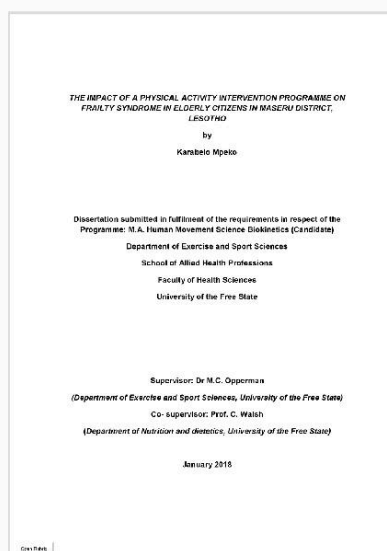 THE IMPACT OF A PHYSICAL ACTIVITY INTERVENTION PROGRAMME ON
FRAILTY SYNDROME IN ELDERLY CITIZENS IN MASERU DISTRICT,
LESOTHO
by
Karabelo Mpeko
Dissertation submitted in fulfilment of the requirements in respect of the
Programme: M.A. Human Movement Science Biokinetics (Candidate)
Department of Exercise and Sport Sciences
School of Allied Health Professions
Faculty of Health Sciences
University of the Free State
Supervisor: Dr M.C. Opperman
(Department of Exercise and Sport Sciences, University of the Free State)
Co- supervisor: Prof. C. Walsh
(Department of Nutrition and dietetics, University of the Free State)
January 2018